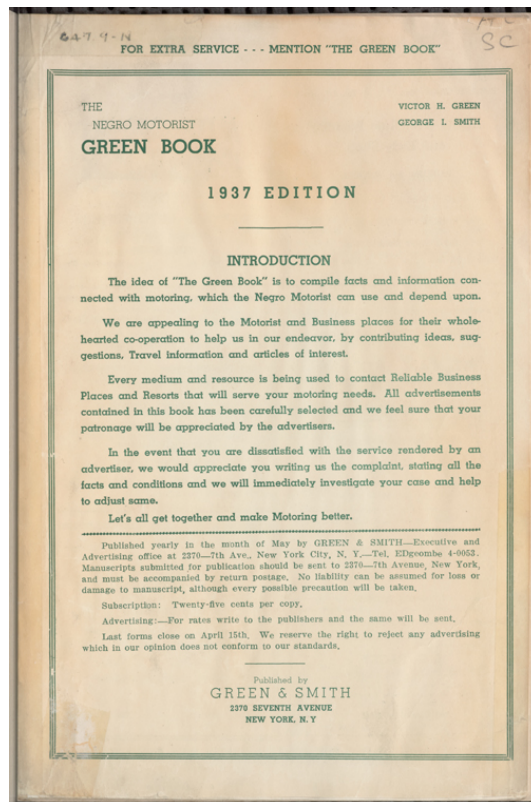 647.4-N
SC
FOR EXTRA SERVICE - - - MENTION "THE GREEN BOOK"
THE
NEGRO MOTORIST
GREEN BOOK
VICTOR H. GREEN
GEORGE I. SMITH
1937 EDITION
INTRODUCTION
The idea of "The Green Book" is to compile facts and information con-
nected with motoring, which the Negro Motorist can use and depend upon.
We are appealing to the Motorist and Business places for their whole-
hearted co-operation to help us in our endeavor, by contributing ideas, sug-
gestions, Travel information and articles of interest.
Every medium and resource is being used to contact Reliable Business
Places and Resorts that will serve your motoring needs. All advertisements
contained in this book has been carefully selected and we feel sure that your
patronage will be appreciated by the advertisers.
In the event that you are dissatisfied with the service rendered by an
advertiser, we would appreciate you writing us the complaint, stating all the
facts and conditions and we will immediately investigate your case and help
to adjust same.
Let's all get together and make Motoring better.
Published yearly in the month of May by GREEN & SMITH—Executive and
Advertising office at 2370—7th Ave., New York City, N. Y.—Tel. EDgecombe 4-0053.
Manuscripts submitted for publication should be sent to 2370—7th Avenue, New York,
and must be accompanied by return postage. No liability can be assumed for loss or
damage to manuscript, although every possible precaution will be taken.
Subscription: Twenty-five cents per copy.
Advertising:—For rates write to the publishers and the same will be sent.
Last forms close on April 15th. We reserve the right to reject any advertising
which in our opinion does not conform to our standards.
Published by
GREEN & SMITH
2370 SEVENTH AVENUE
NEW YORK, N. Y